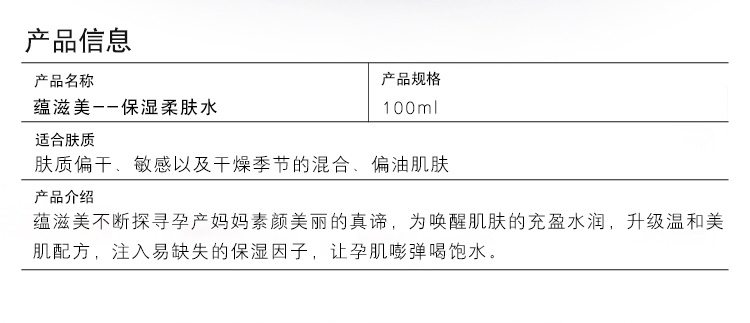 产品信息
产品名称
蕴滋美--保湿柔肤水
产品规格
100ml
适合肤质
肤质偏干、敏感以及干燥季节的混合、偏油肌肤
产品介绍
蕴滋美不断探寻孕产妈妈素颜美丽的真谛，为唤醒肌肤的充盈水润，升级温和美
肌配方，注入易缺失的保湿因子，让孕肌嘭弹喝饱水。